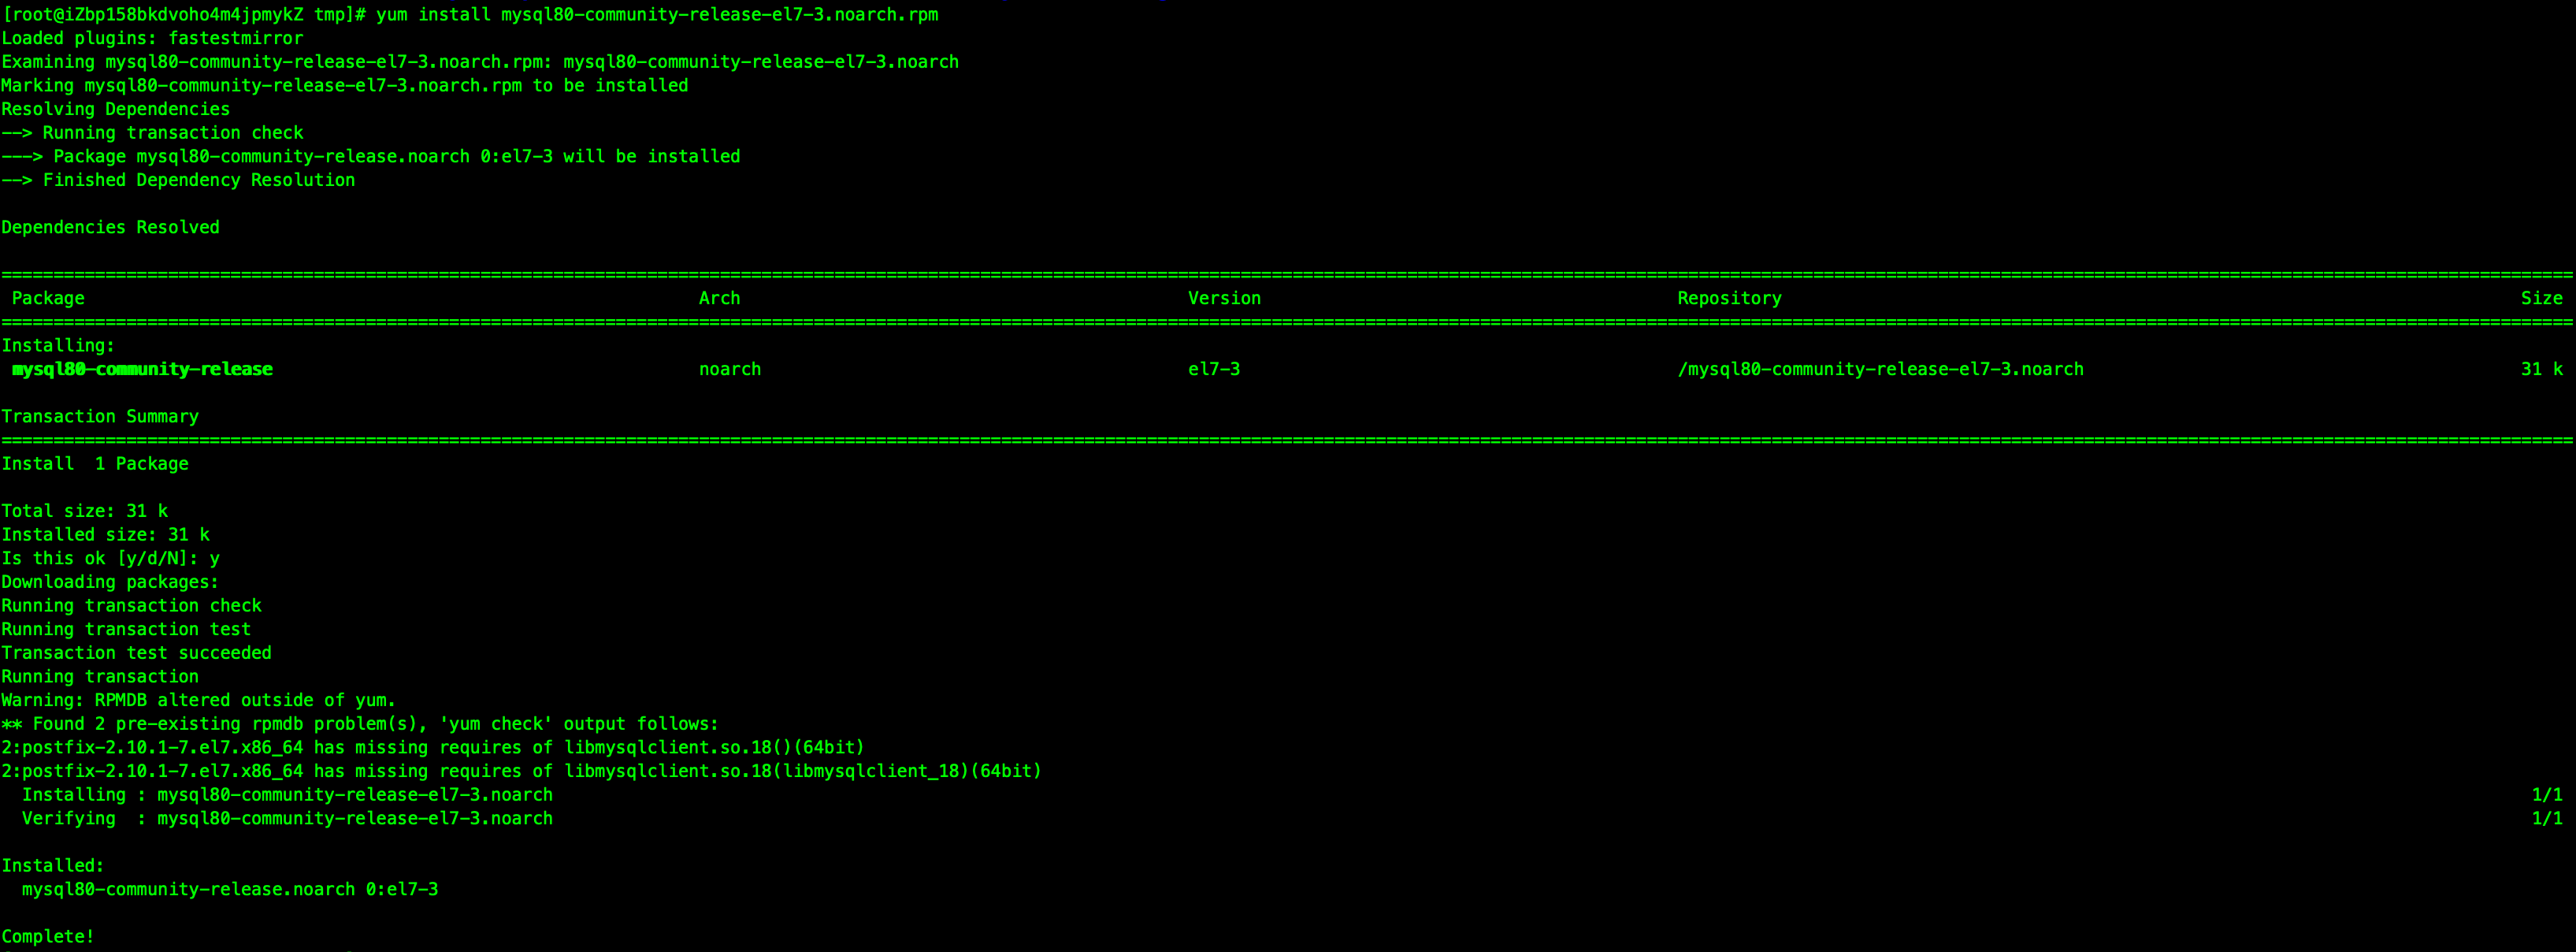 [root@iZbp158bkdvoho4m4jpmykZ tmp]# yum install mysql80-community-release-el7-3.noarch.rpm
Loaded plugins: fastestmirror
Examining mysql80-community-release-el7-3.noarch.rpm: mysql80-community-release-el7-3.noarch
Marking mysql80-community-release-el7-3.noarch.rpm to be installed
Resolving Dependencies
--> Running transaction check
---> Package mysql80-community-release.noarch 0:el7-3 will be installed
--> Finished Dependency Resolution
Dependencies Resolved
Package Arch Version Repository Size
Installing:
mysql80-community-release noarch el7-3 /mysql80-community-release-el7-3.noarch 31 k
Transaction Summary
Install  1 Package
Total size: 31 k
Installed size: 31 k
Is this ok [y/d/N]: y
Downloading packages:
Running transaction check
Running transaction test
Transaction test succeeded
Running transaction
Warning: RPMDB altered outside of yum.
** Found 2 pre-existing rpmdb problem(s), 'yum check' output follows:
2:postfix-2.10.1-7.el7.x86_64 has missing requires of libmysqlclient.so.18()(64bit)
2:postfix-2.10.1-7.el7.x86_64 has missing requires of libmysqlclient.so.18(libmysqlclient_18)(64bit)
Installing : mysql80-community-release-el7-3.noarch 1/1
Verifying  : mysql80-community-release-el7-3.noarch 1/1
Installed:
mysql80-community-release.noarch 0:el7-3
Complete!